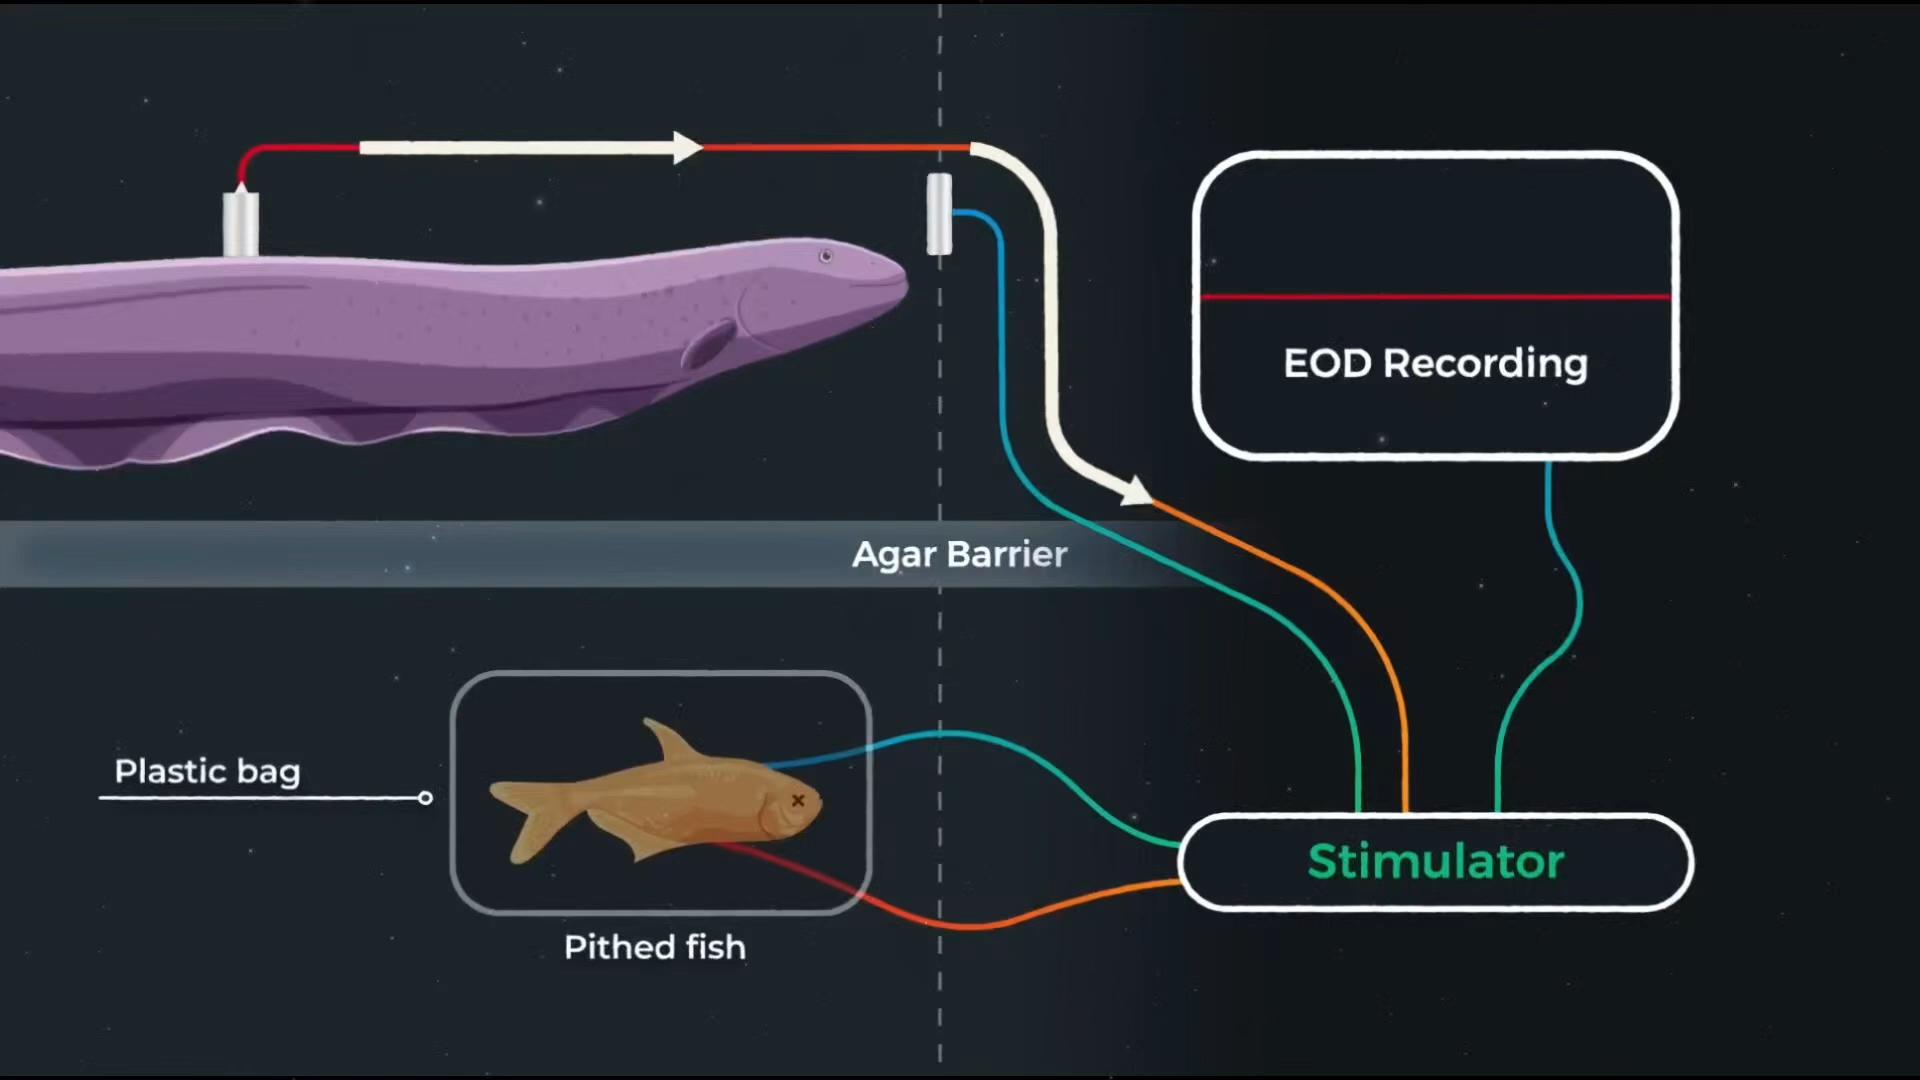 EOD Recording
Agar Barrier
Plastic bag
Stimulator
Pithed fish